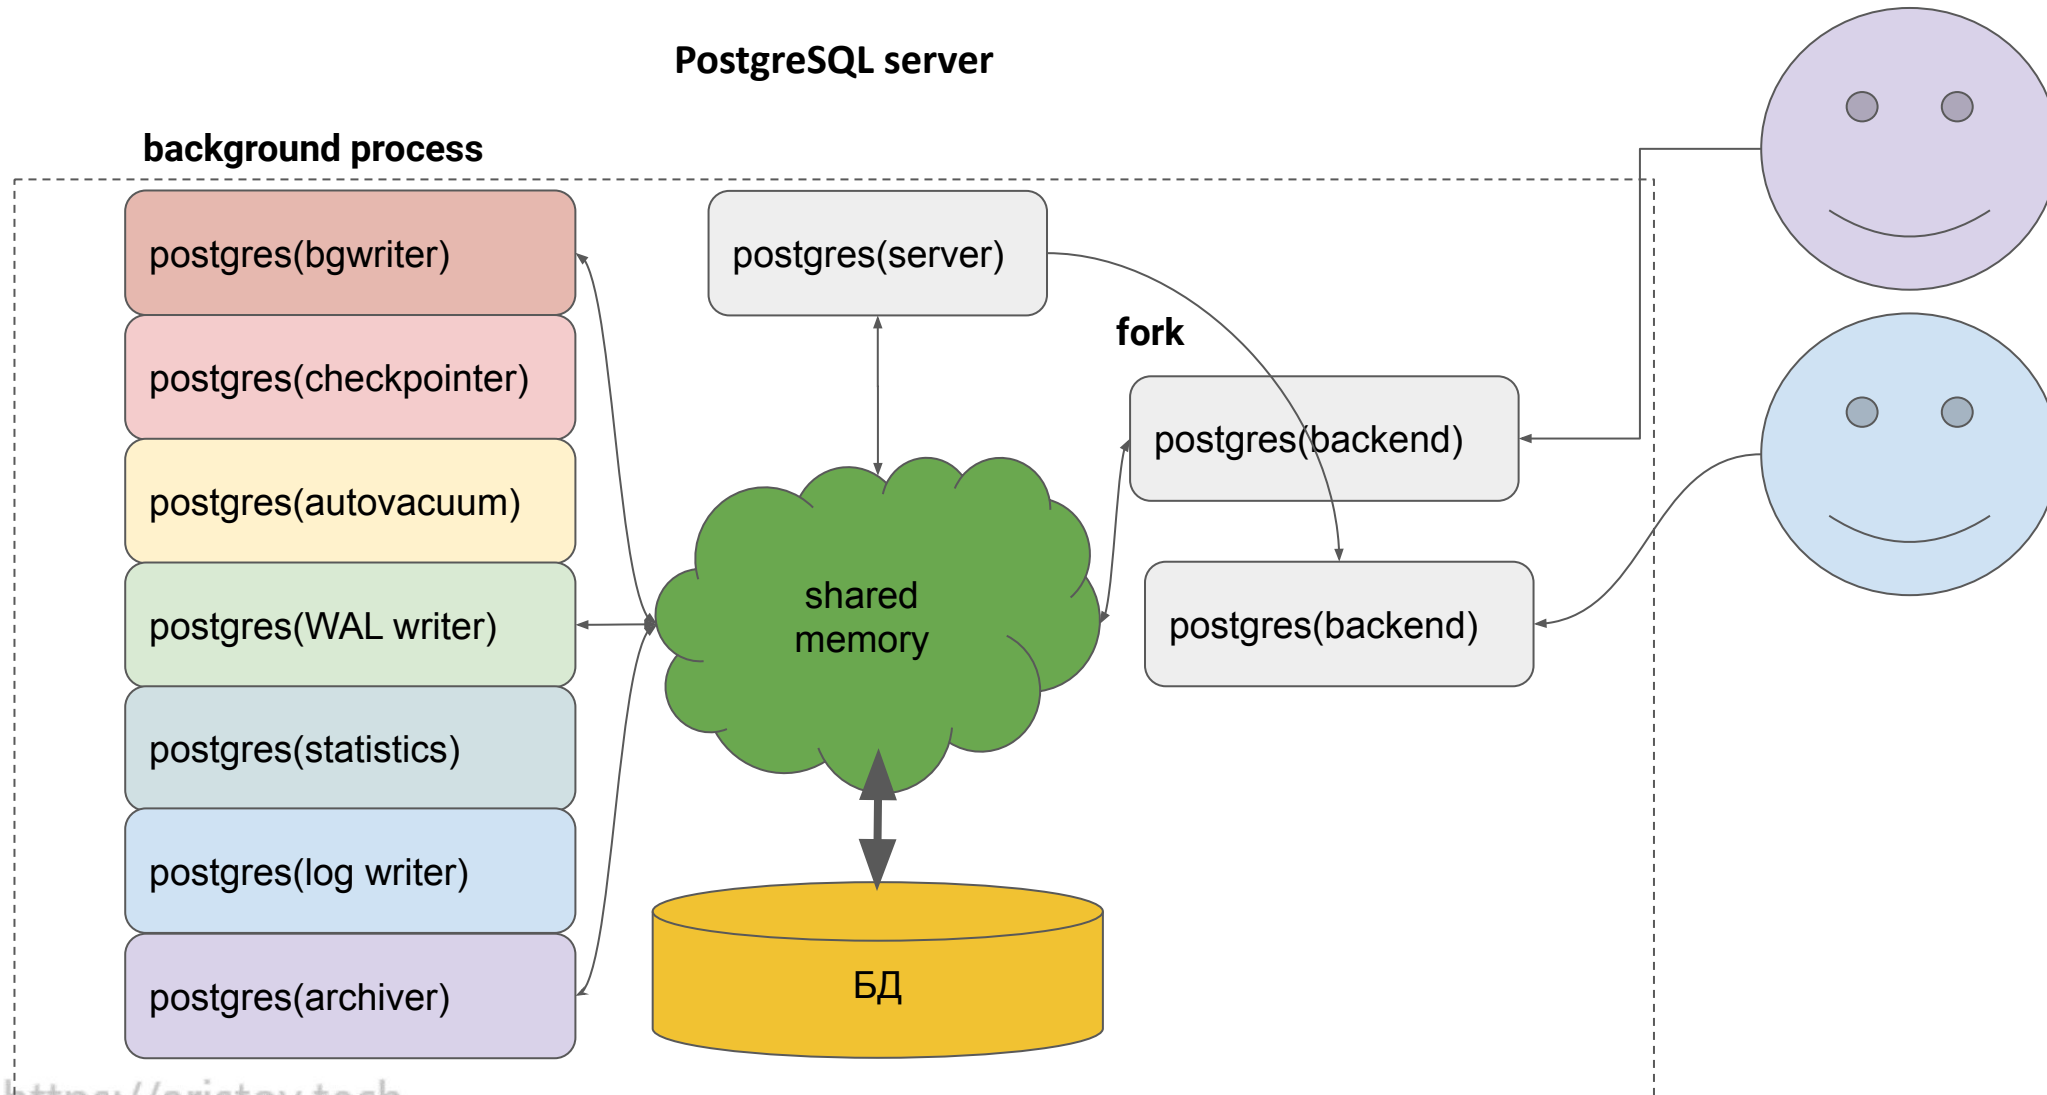 PostgreSQL server
background process
postgres(bgwriter)
postgres(server)
fork
postgres(checkpointer)
postgres(backend)
postgres(autovacuum)
shared
memory
postgres(WAL writer)
postgres(backend)
postgres(statistics)
postgres(log writer)
БД
postgres(archiver)